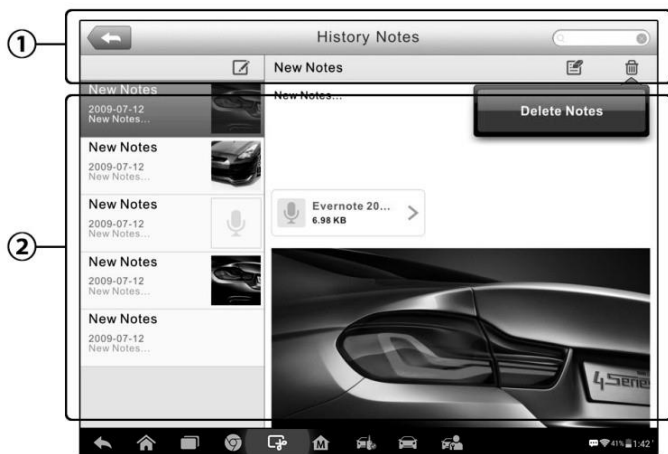 1
History Notes
New Notes
New Notes
2009-07-12
New Notes...
New Notes...
Delete Notes
New Notes
2009-07-12
New Notes...
New Notes
2009-07-12
New Notes...
Evernote 20...
6.98 KB
2
New Notes
2009-07-12
New Notes...
New Notes
2009-07-12
New Notes...
4Series
M
41% 1:42